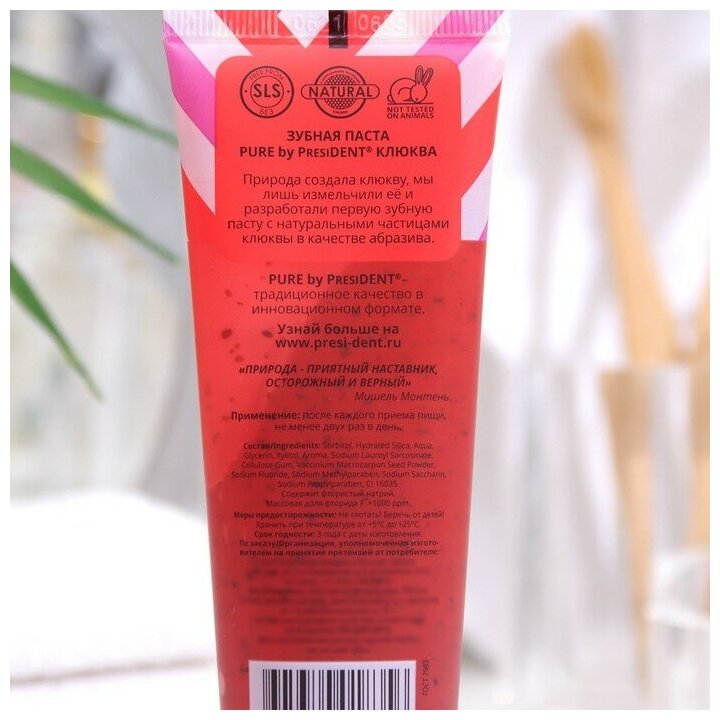 FREE FROM
SLS
БЕЗ
NATURAL
NOT TESTED
ON ANIMALS
ЗУБНАЯ ПАСТА
PURE by PRESIDENT® КЛЮКВА
Природа создала клюкву, мы
лишь измельчили её и
разработали первую зубную
пасту с натуральными частицами
клюквы в качестве абразива.
PURE by PRESIDENT®–
традиционное качество в
инновационном формате.
Узнай больше на
www.presi-dent.ru
«ПРИРОДА - ПРИЯТНЫЙ НАСТАВНИК,
ОСТОРОЖНЫЙ И ВЕРНЫЙ»
Мишель Монтень
Применение: после каждого приема пищи,
не менее двух раз в день.
Состав/Ingredients: Sorbitol, Hydrated Silica, Aqua,
Glycerin, Xylitol, Aroma, Sodium Lauroyl Sarcosinate,
Cellulose Gum, Vaccinium Macrocarpon Seed Powder,
Sodium Fluoride, Sodium Methylparaben, Sodium Saccharin,
Sodium Propylparaben, CI 16035.
Содержит фтористый натрий.
Массовая доля фторида F⁻=1000 ppm.
Меры предосторожности: Не глотать! Беречь от детей!
Хранить при температуре от +5°С до +25°С.
Срок годности: 3 года с даты изготовления.
По заказу/Организация, уполномоченная изгото-
вителем на принятие претензий от потребителя:
ГОСТ 7983